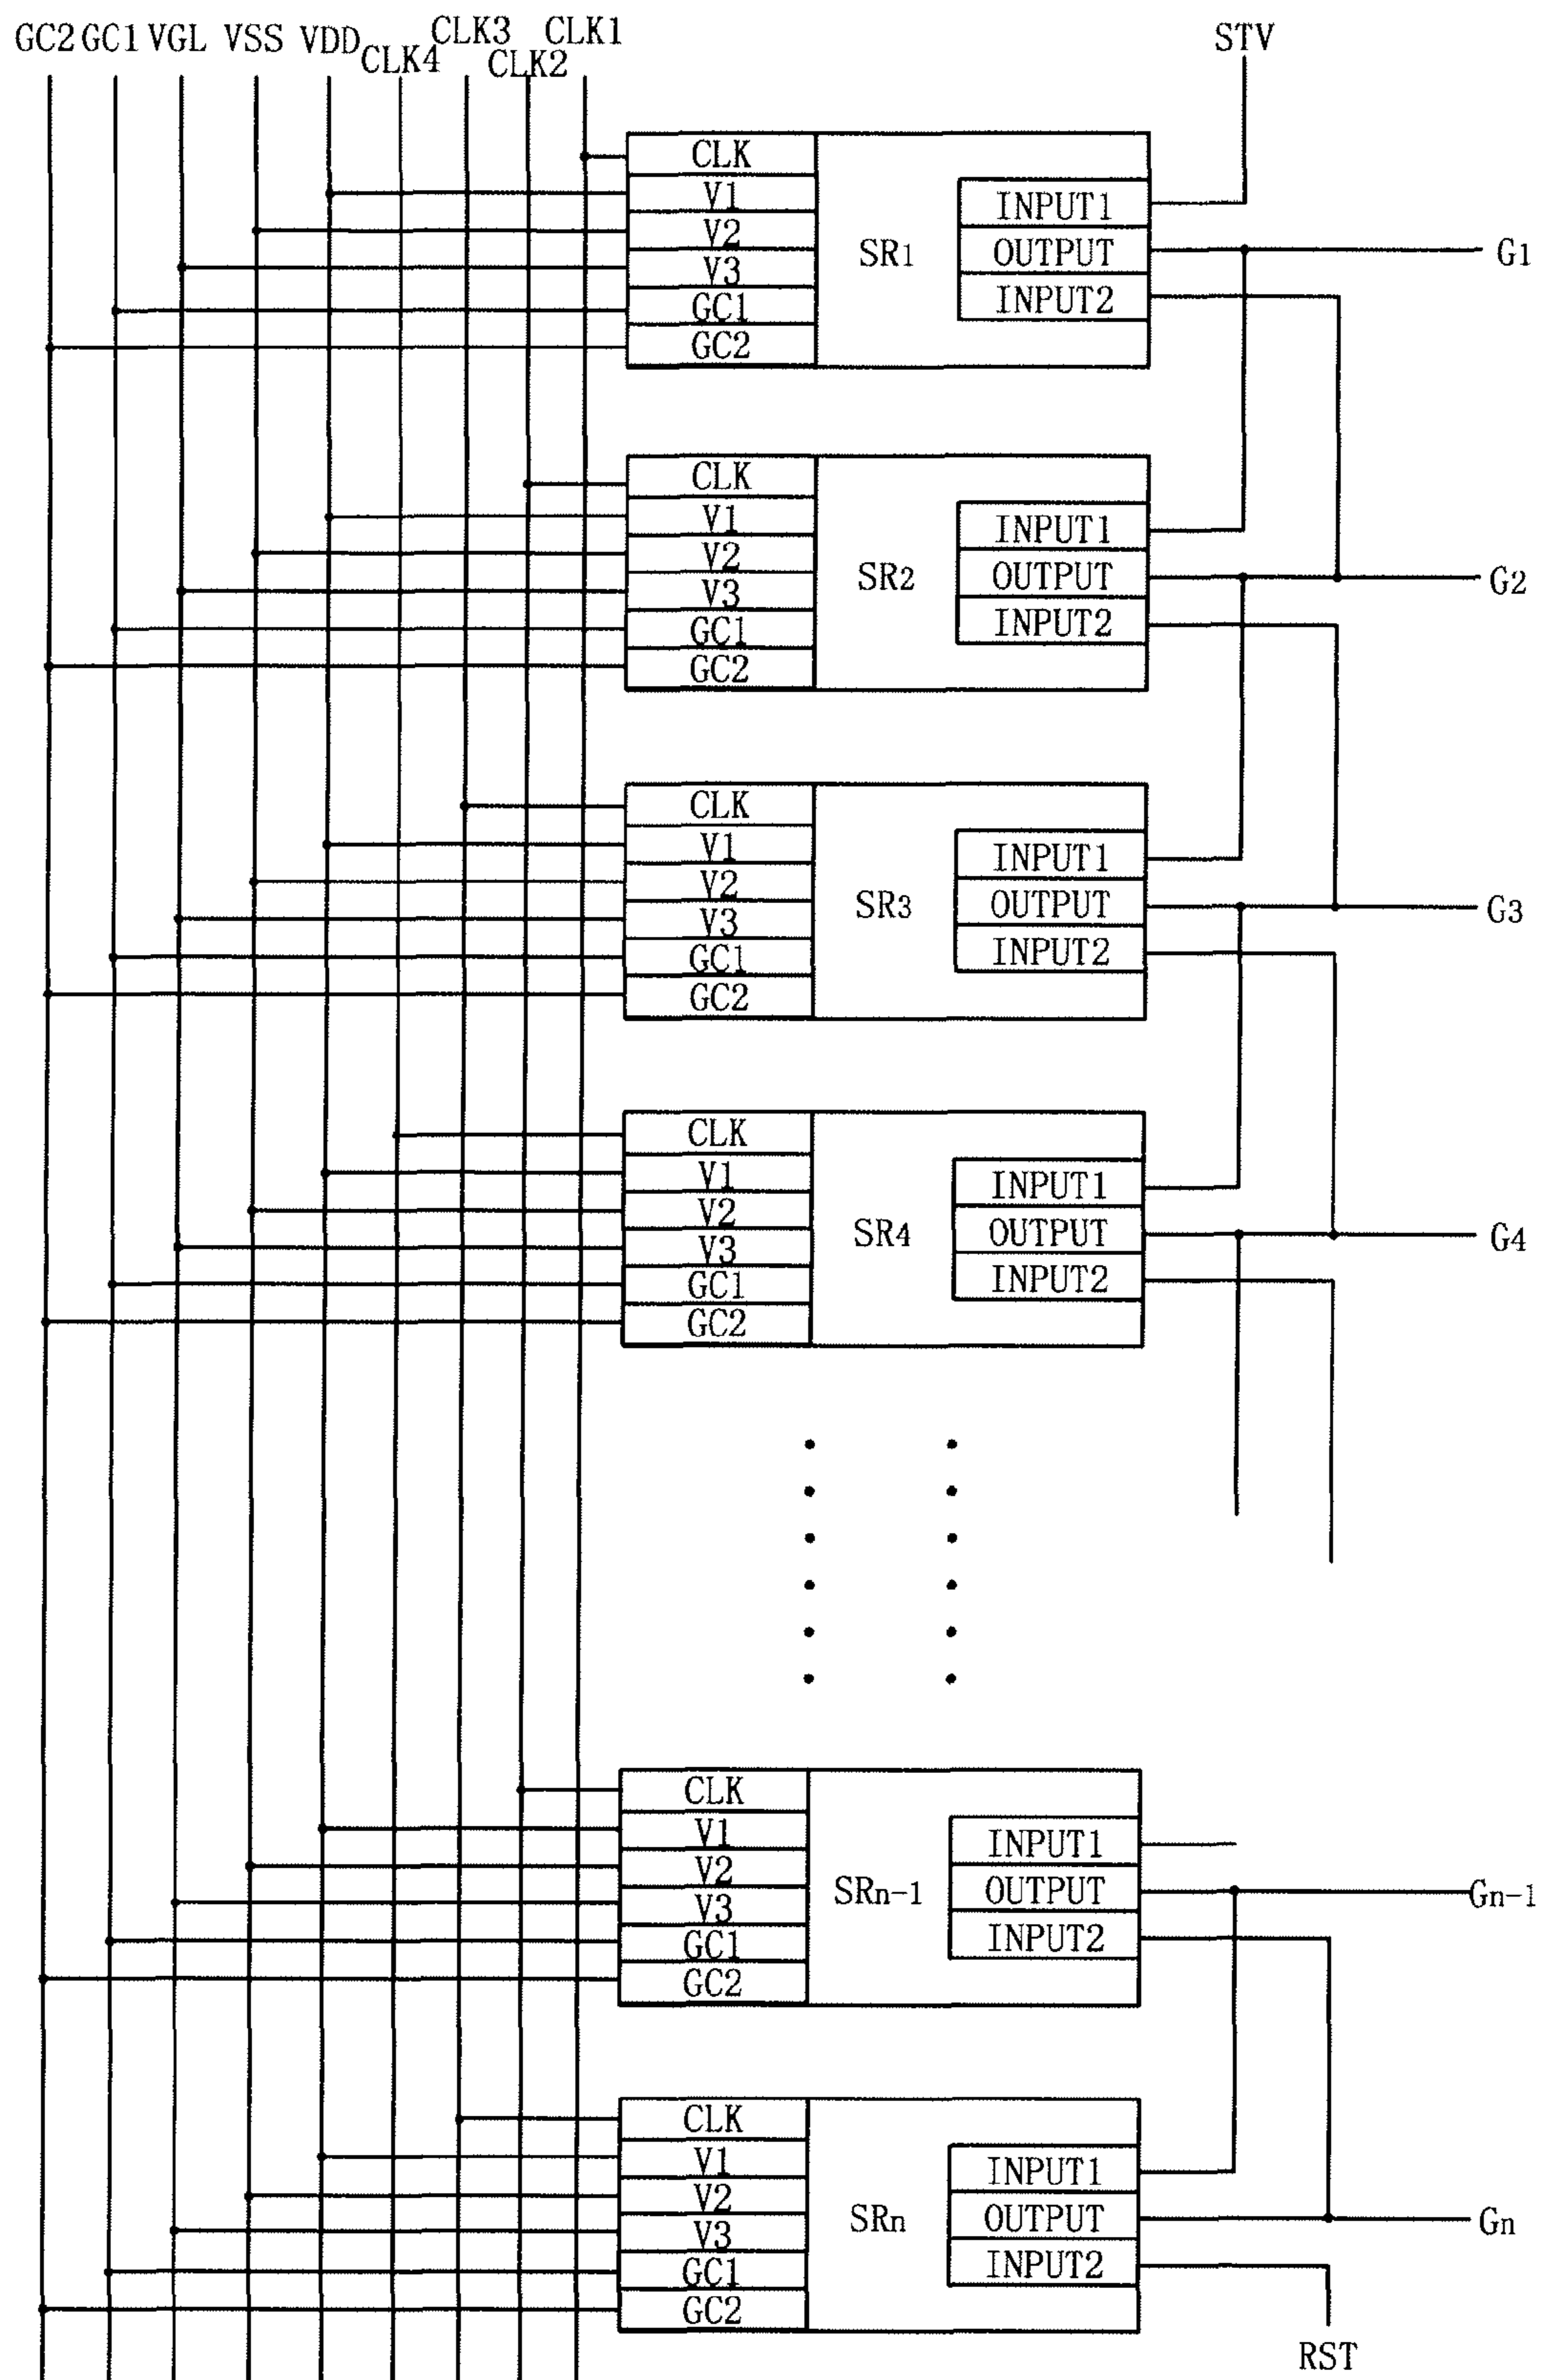 GC2 GC1 VGL VSS VDD CLK4 CLK3 CLK2 CLK1 STV
CLK
V1
V2
V3
GC1
GC2
SR1
INPUT1
OUTPUT
INPUT2
G1
CLK
V1
V2
V3
GC1
GC2
SR2
INPUT1
OUTPUT
INPUT2
G2
CLK
V1
V2
V3
GC1
GC2
SR3
INPUT1
OUTPUT
INPUT2
G3
CLK
V1
V2
V3
GC1
GC2
SR4
INPUT1
OUTPUT
INPUT2
G4
CLK
V1
V2
V3
GC1
GC2
SRn-1
INPUT1
OUTPUT
INPUT2
Gn-1
CLK
V1
V2
V3
GC1
GC2
SRn
INPUT1
OUTPUT
INPUT2
Gn
RST